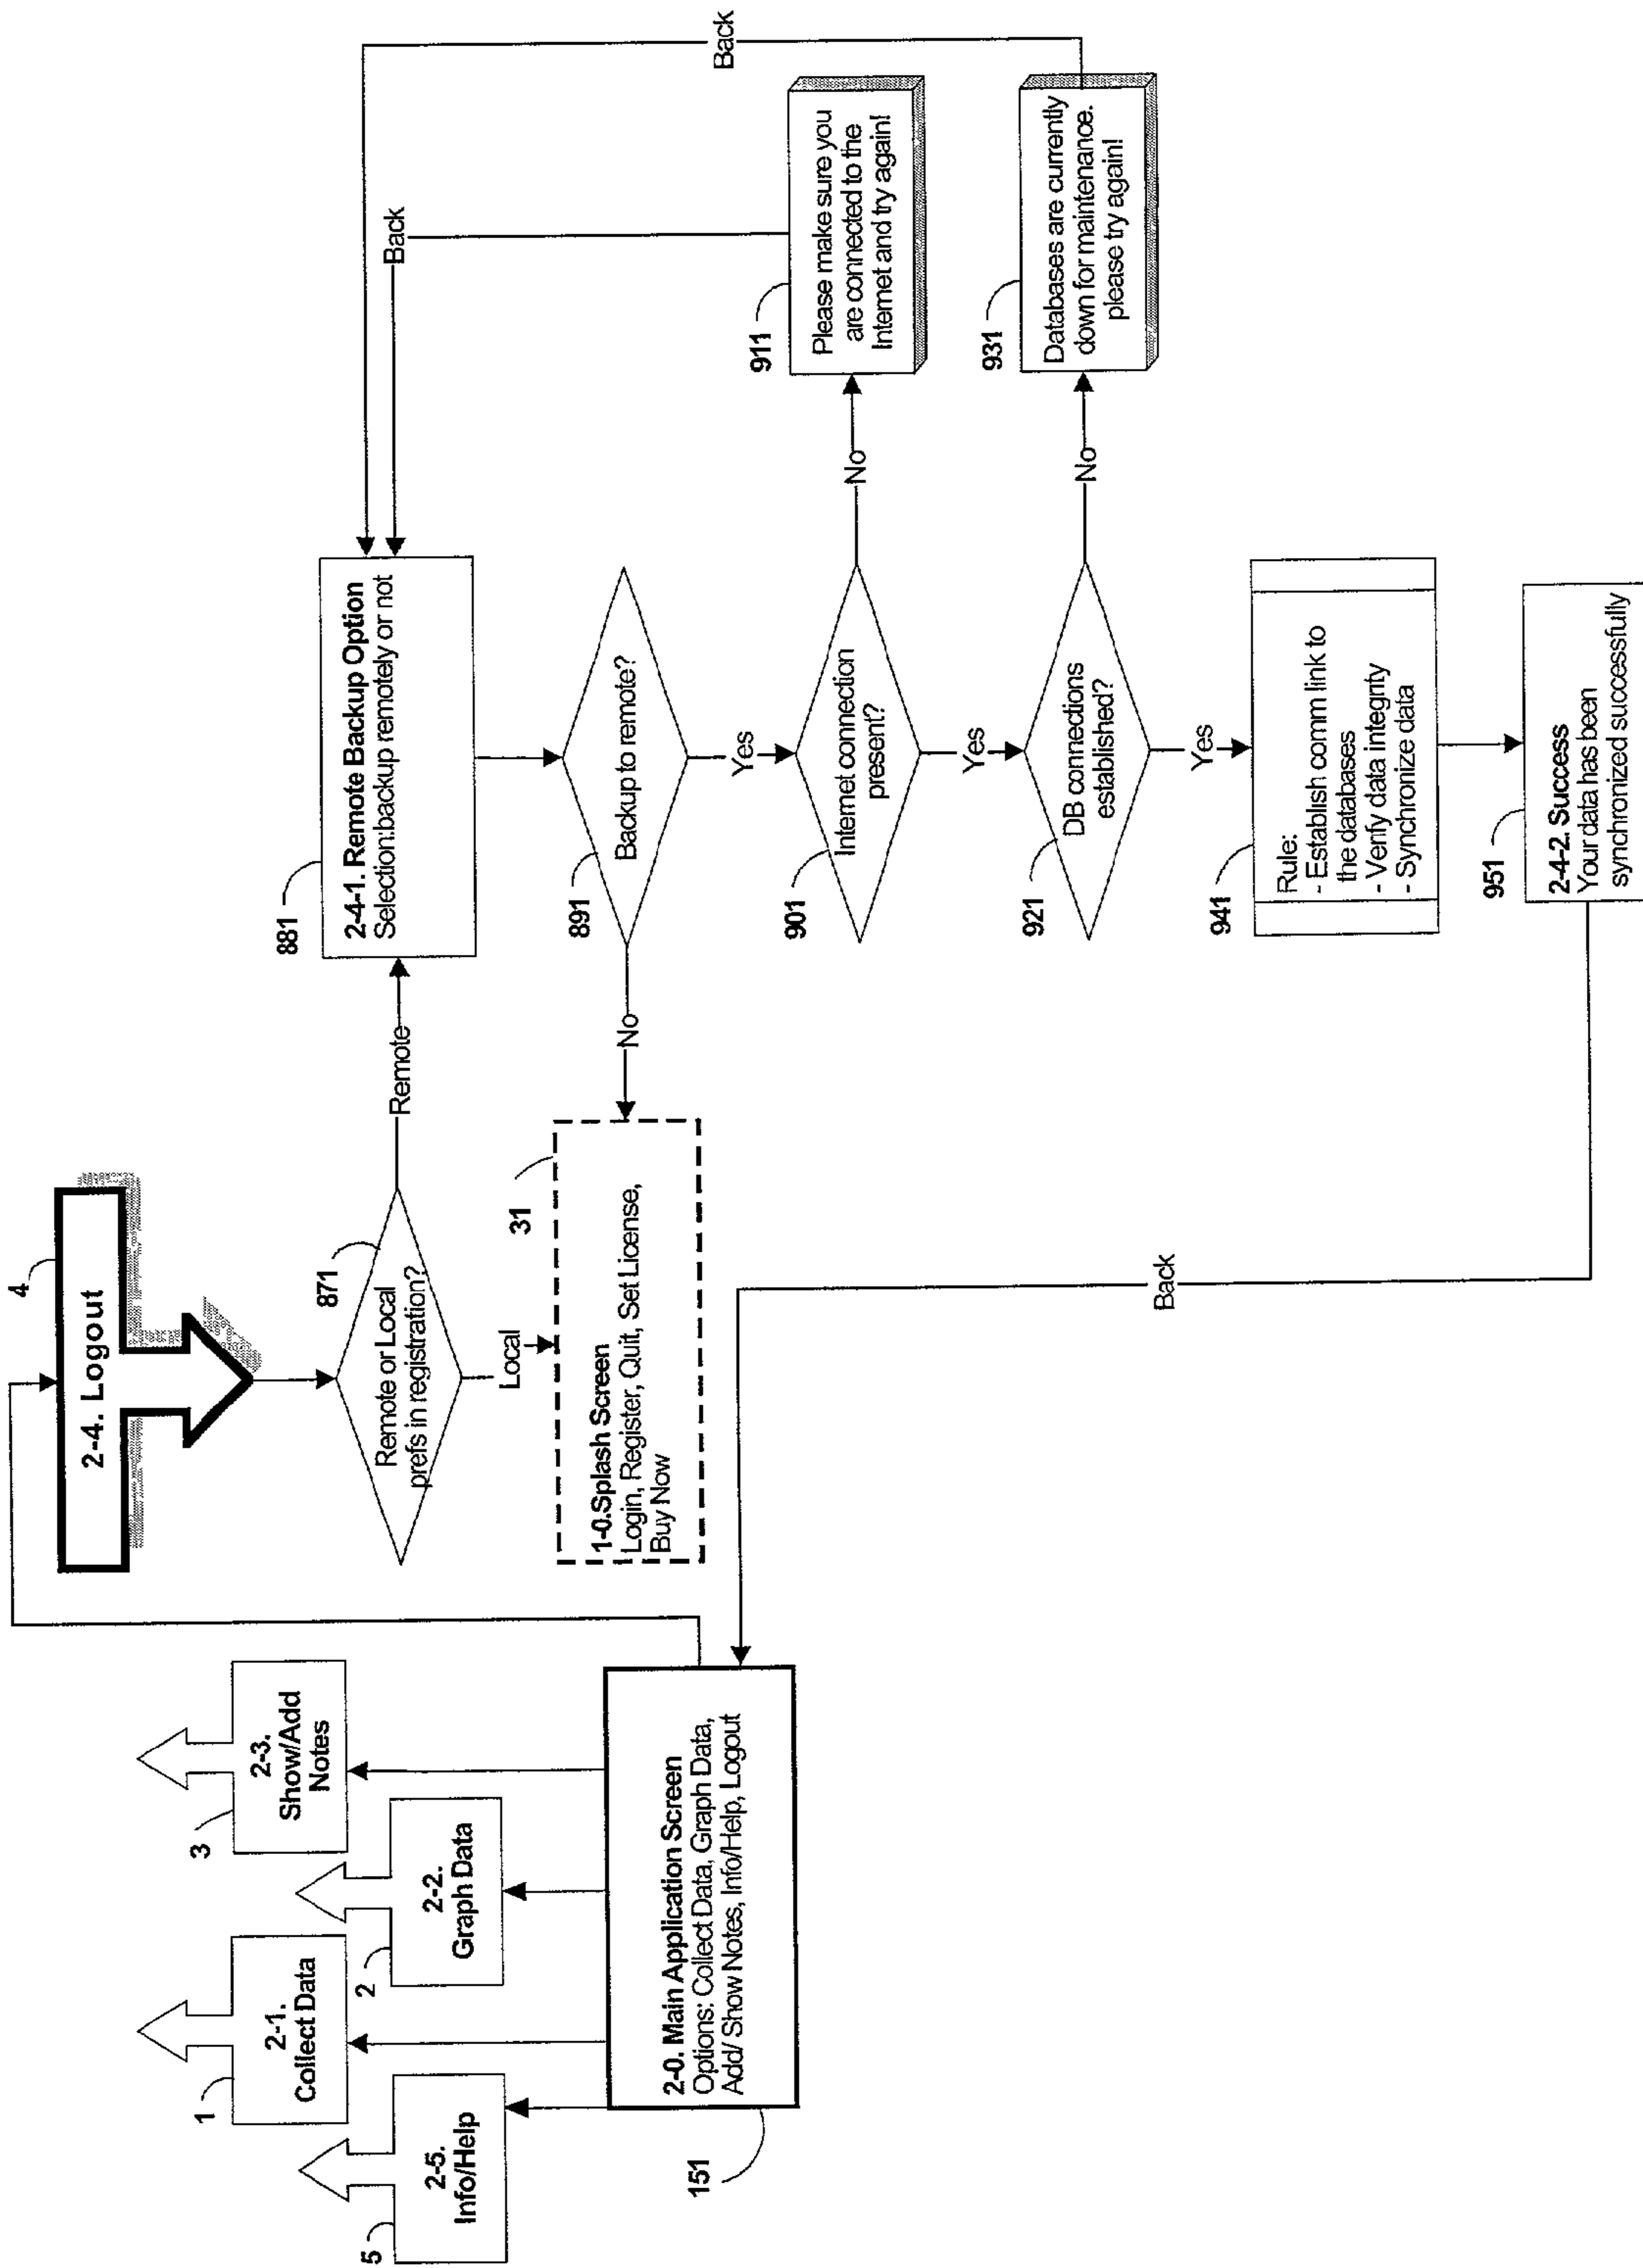 4
2-4. Logout
871
Remote or Local
prefs in registration?
Remote
Local
31
1-0.Splash Screen
Login, Register, Quit, Set License,
Buy Now
881
2-4-1. Remote Backup Option
Selection:backup remotely or not
Back
Back
891
Backup to remote?
No
Yes
901
Internet connection
present?
No
911
Please make sure you
are connected to the
Internet and try again!
Yes
921
DB connections
established?
No
931
Databases are currently
down for maintenance.
please try again!
Yes
941
Rule:
- Establish comm link to
the databases
- Verify data integrity
- Synchronize data
951
2-4-2. Success
Your data has been
synchronized successfully
Back
5
2-5.
Info/Help
1
2-1.
Collect Data
2
2-2.
Graph Data
3
2-3.
Show/Add
Notes
151
2-0. Main Application Screen
Options: Collect Data, Graph Data,
Add/ Show Notes, Info/Help, Logout